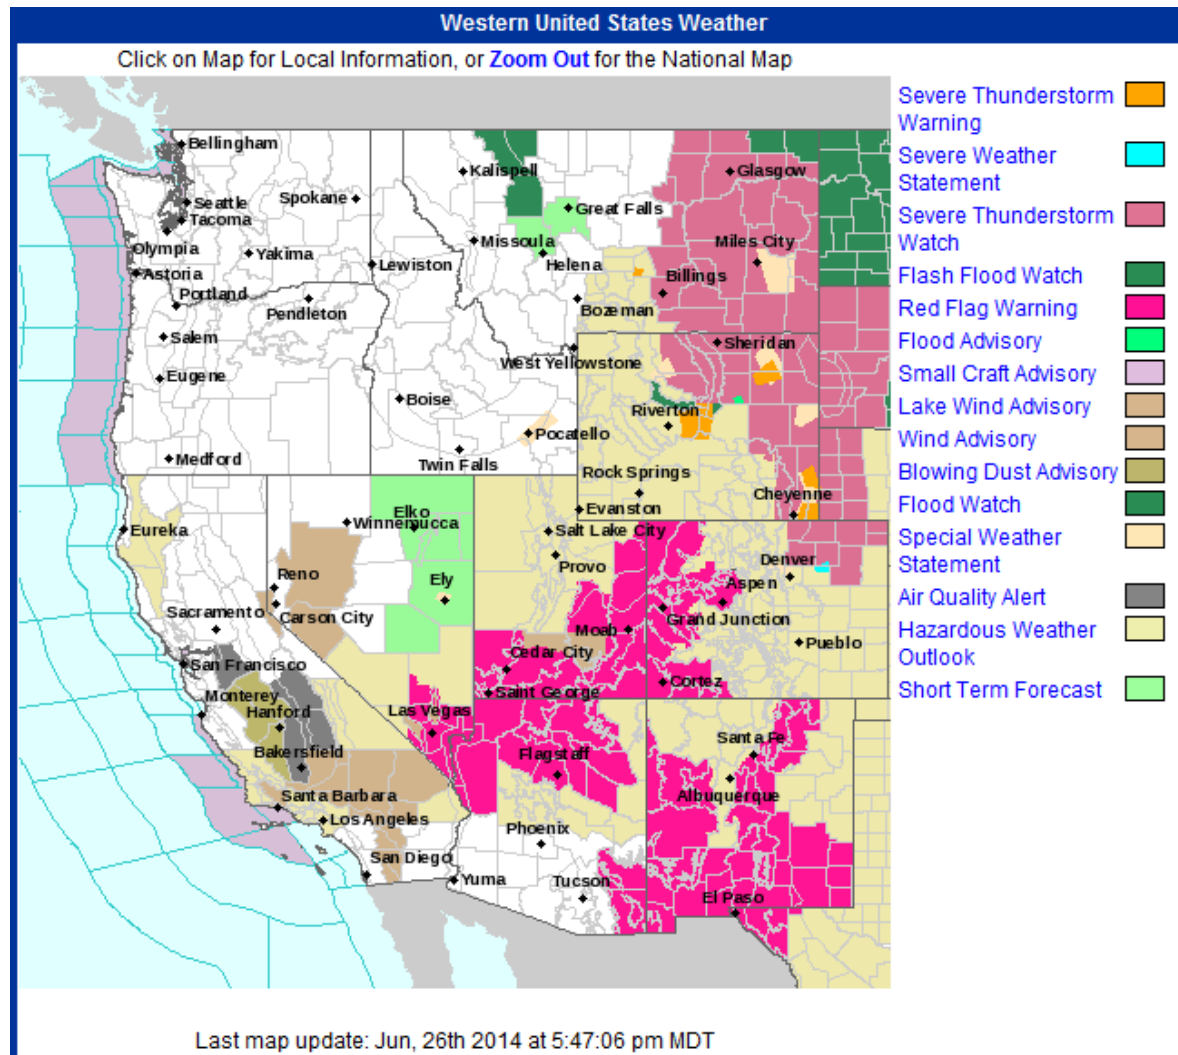 Western United States Weather
Click on Map for Local Information, or Zoom Out for the National Map
Bellingham
Kalispell
Glasgow
Spokane
Seattle
Great Falls
Tacoma
Olympia
Yakima
Missoula
Miles City
Helena
Lewiston
Astoria
Billings
Portland
Pendleton
Bozeman
Salem
Sheridan
West Yellowstone
Eugene
Boise
Riverton
Pocatello
Medford
Twin Falls
Rock Springs
Cheyenne
Elko
Evanston
Winnemucca
Eureka
Salt Lake City
Provo
Denver
Reno
Ely
Aspen
Sacramento
Carson City
Grand Junction
Moab
Pueblo
Cedar City
San Francisco
Cortez
Monterey
Saint George
Hanford
Las Vegas
Santa Fe
Bakersfield
Flagstaff
Santa Barbara
Albuquerque
Los Angeles
Phoenix
San Diego
Yuma
Tucson
El Paso
Severe Thunderstorm
Warning
Severe Weather
Statement
Severe Thunderstorm
Watch
Flash Flood Watch
Red Flag Warning
Flood Advisory
Small Craft Advisory
Lake Wind Advisory
Wind Advisory
Blowing Dust Advisory
Flood Watch
Special Weather
Statement
Air Quality Alert
Hazardous Weather
Outlook
Short Term Forecast
Last map update: Jun, 26th 2014 at 5:47:06 pm MDT